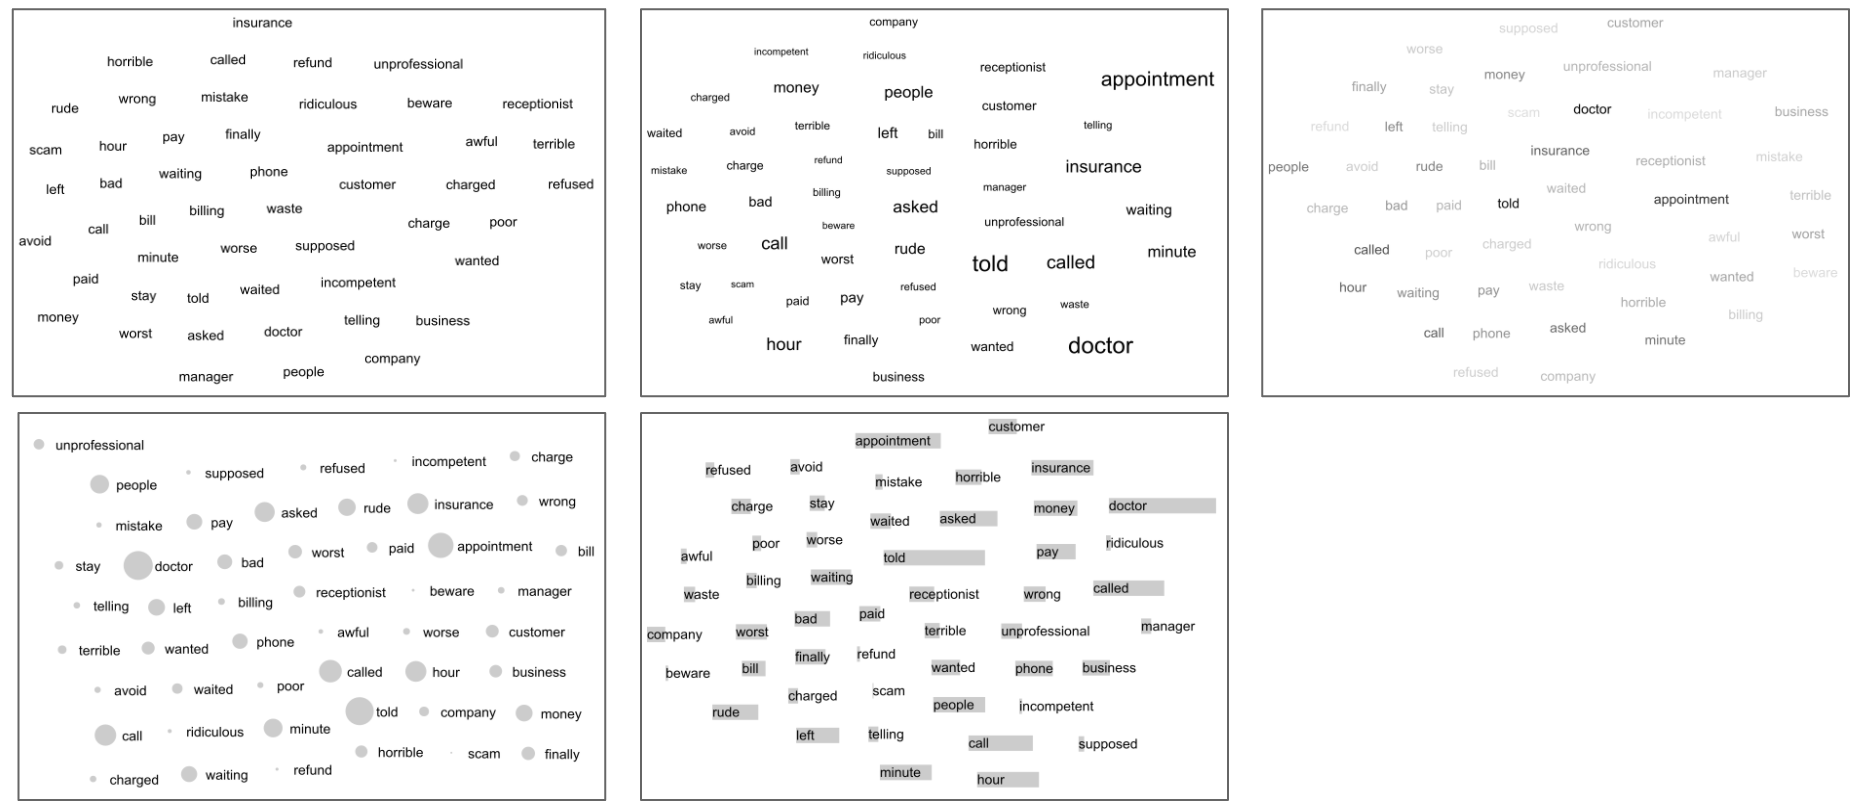 insurance
horrible called refund unprofessional
rude wrong mistake ridiculous beware receptionist
scam hour pay finally appointment awful terrible
left bad waiting phone customer charged refused
avoid call bill billing waste charge poor
minute worse supposed wanted
paid stay told waited incompetent
money worst asked doctor telling business
manager people company
company
incompetent ridiculous receptionist appointment
charged money people customer
waited avoid terrible left bill horrible telling
mistake charge refund supposed insurance
phone bad billing asked manager unprofessional waiting
worse call beware rude told called minute
stay scam worst refused
awful paid pay poor wrong waste
hour finally wanted doctor
business
supposed customer
worse money unprofessional manager
finally stay scam doctor incompetent business
refund left telling insurance
people avoid rude bill receptionist mistake
charge bad paid told waited appointment terrible
called poor charged wrong awful worst
hour waiting pay waste ridiculous wanted beware
call phone asked horrible minute billing
refused company
unprofessional
people supposed refused incompetent charge
mistake pay asked rude insurance wrong
stay doctor bad worst paid appointment bill
telling left billing receptionist beware manager
terrible wanted phone awful worse customer
avoid waited poor called hour business
call ridiculous minute told company money
charged waiting refund horrible scam finally
appointment customer
refused avoid mistake horrible insurance
charge stay waited asked money doctor
awful poor worse told pay ridiculous
waste billing waiting receptionist wrong called
company worst bad paid terrible unprofessional manager
beware bill finally refund wanted phone business
rude charged scam people incompetent
left telling call supposed
minute hour